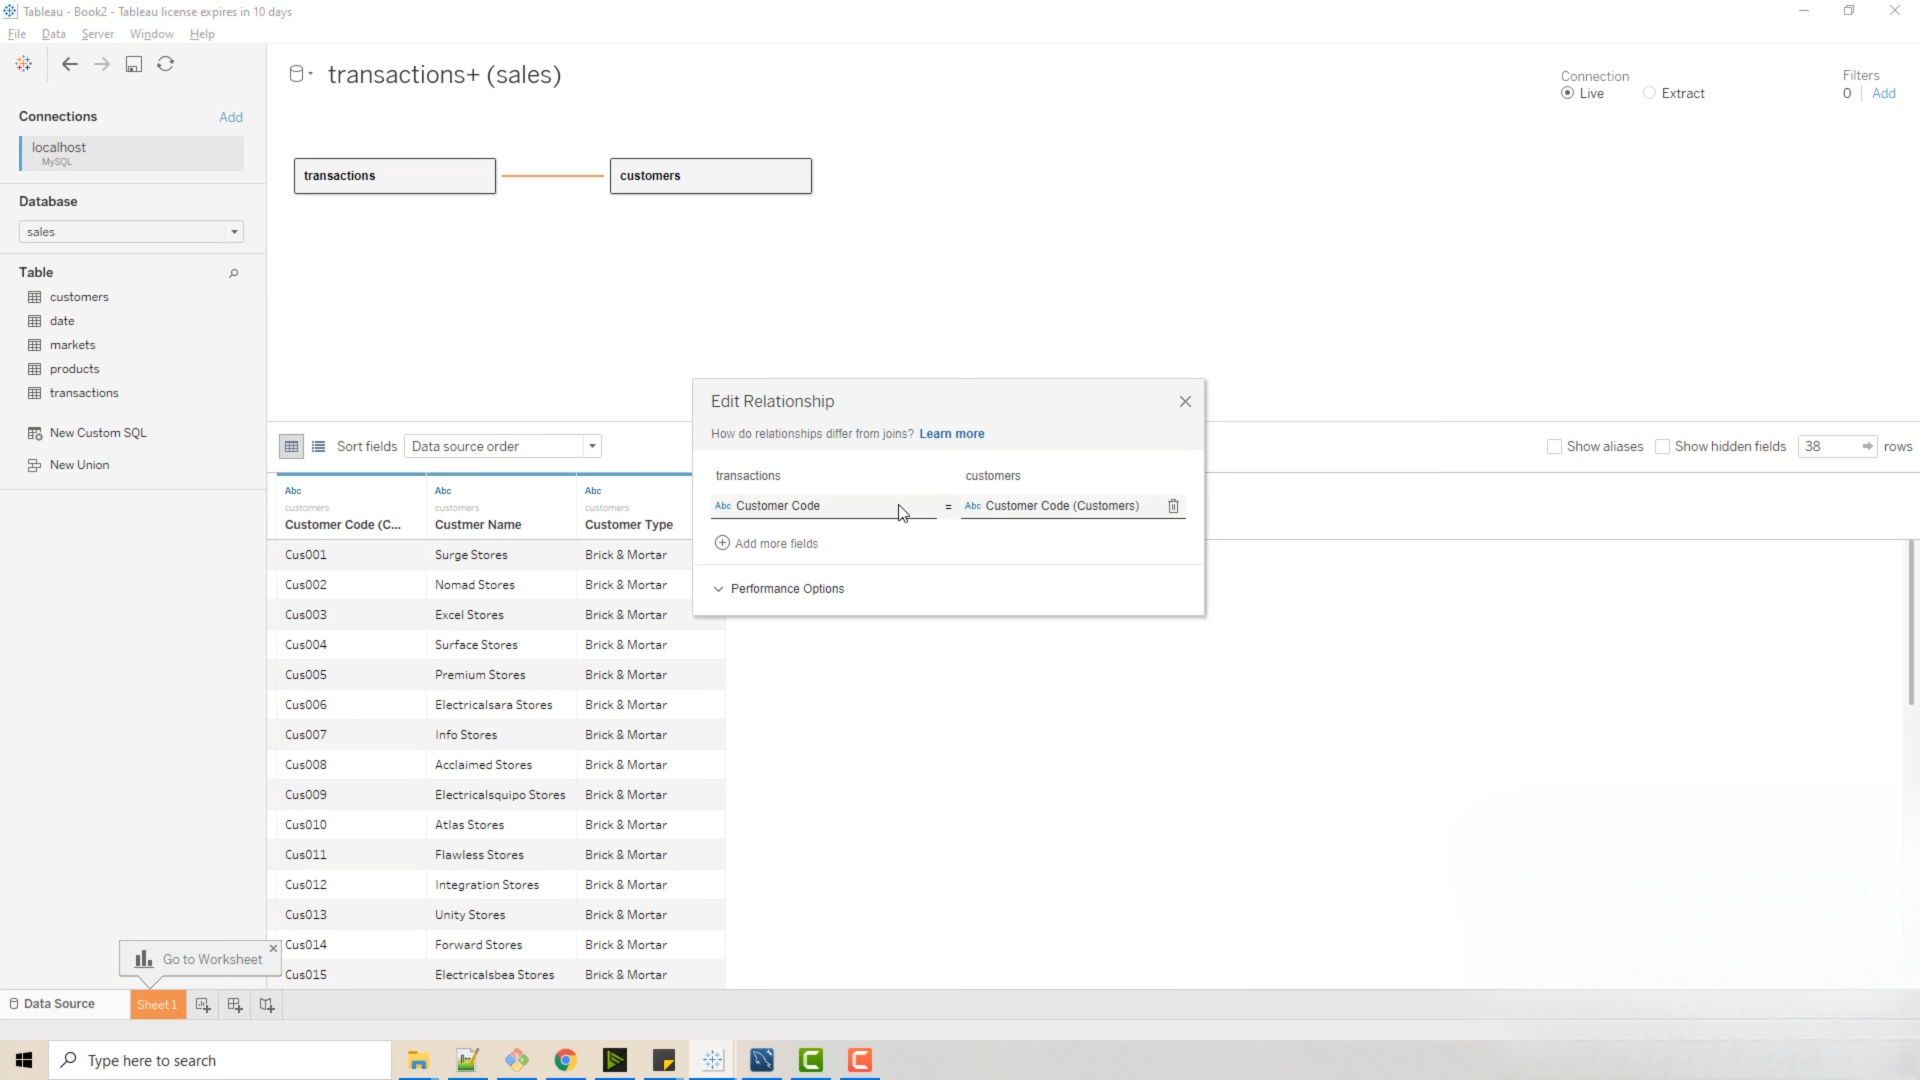 Tableau - Book2 - Tableau license expires in 10 days
File Data Server Window Help
transactions+ (sales)
Connection
Live Extract
Filters
0 Add
Connections Add
localhost
MySQL
Database
sales
Table
customers
date
markets
products
transactions
New Custom SQL
New Union
transactions customers
Sort fields Data source order
Show aliases Show hidden fields 38 rows
Edit Relationship
How do relationships differ from joins? Learn more
transactions customers
Abc Customer Code = Abc Customer Code (Customers)
Add more fields
Performance Options
Abc Abc Abc
customers customers customers
Customer Code (C... Custmer Name Customer Type
Cus001 Surge Stores Brick & Mortar
Cus002 Nomad Stores Brick & Mortar
Cus003 Excel Stores Brick & Mortar
Cus004 Surface Stores Brick & Mortar
Cus005 Premium Stores Brick & Mortar
Cus006 Electricalsara Stores Brick & Mortar
Cus007 Info Stores Brick & Mortar
Cus008 Acclaimed Stores Brick & Mortar
Cus009 Electricalsquipo Stores Brick & Mortar
Cus010 Atlas Stores Brick & Mortar
Cus011 Flawless Stores Brick & Mortar
Cus012 Integration Stores Brick & Mortar
Cus013 Unity Stores Brick & Mortar
Cus014 Forward Stores Brick & Mortar
Cus015 Electricalsbea Stores Brick & Mortar
Go to Worksheet
Data Source Sheet 1
Type here to search